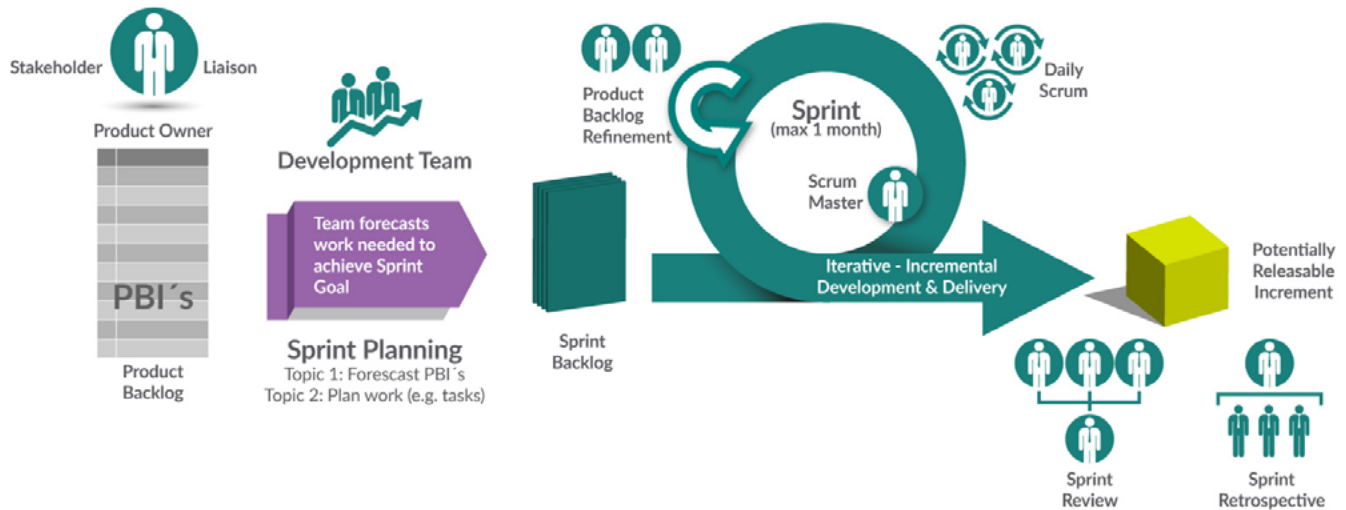 Stakeholder
Liaison
Product Owner
PBI´s
Product
Backlog
Development Team
Team forecasts
work needed to
achieve Sprint
Goal
Sprint Planning
Topic 1: Forescast PBI´s
Topic 2: Plan work (e.g. tasks)
Sprint
Backlog
Product
Backlog
Refinement
Sprint
(max 1 month)
Scrum
Master
Daily
Scrum
Iterative - Incremental
Development & Delivery
Potentially
Releasable
Increment
Sprint
Review
Sprint
Retrospective